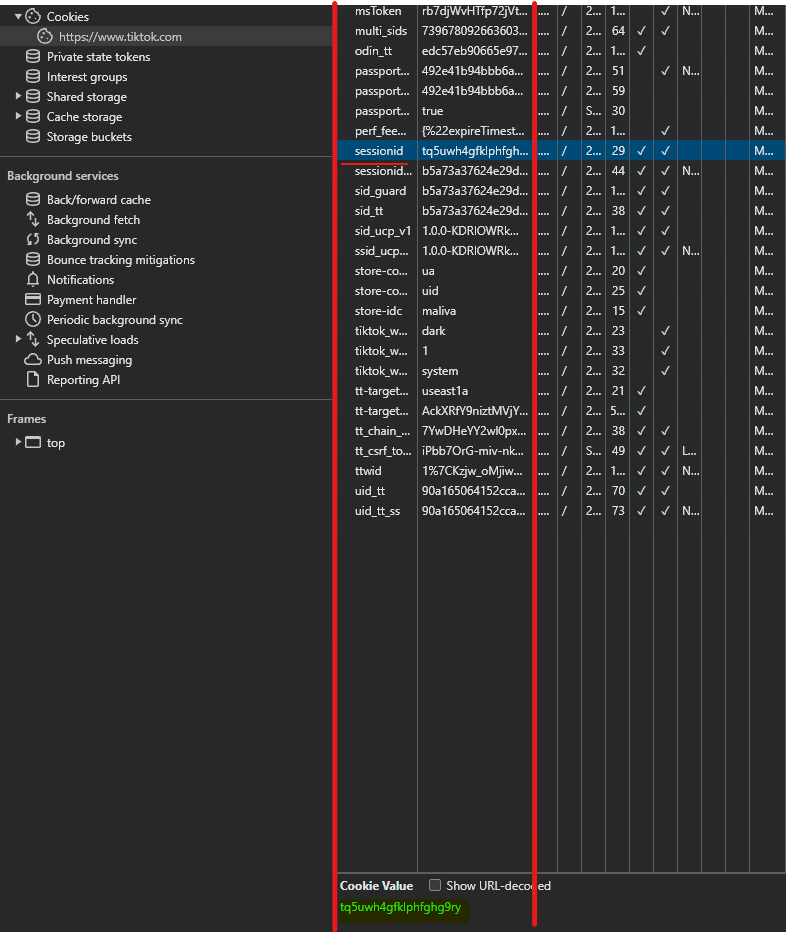 Cookies
https://www.tiktok.com
Private state tokens
Interest groups
Shared storage
Cache storage
Storage buckets
Background services
Back/forward cache
Background fetch
Background sync
Bounce tracking mitigations
Notifications
Payment handler
Periodic background sync
Speculative loads
Push messaging
Reporting API
Frames
top
msToken rb7djWvHTfp72jVt... .... / 2... 1... ✓ N... M...
multi_sids 739678092663603... .... / 2... 64 ✓ ✓ M...
odin_tt edc57eb90665e97... .... / 2... 1... ✓ M...
passport... 492e41b94bbb6a... .... / 2... 51 ✓ N... M...
passport... 492e41b94bbb6a... .... / 2... 59 M...
passport... true .... / S... 30 M...
perf_fee... {%22expireTimest... .... / 2... 1... ✓ M...
sessionid tq5uwh4gfklphfgh... .... / 2... 29 ✓ ✓ M...
sessionid... b5a73a37624e29d... .... / 2... 44 ✓ ✓ N... M...
sid_guard b5a73a37624e29d... .... / 2... 1... ✓ ✓ M...
sid_tt b5a73a37624e29d... .... / 2... 38 ✓ ✓ M...
sid_ucp_v1 1.0.0-KDRlOWRk... .... / 2... 1... ✓ ✓ M...
ssid_ucp... 1.0.0-KDRlOWRk... .... / 2... 1... ✓ ✓ N... M...
store-co... ua .... / 2... 20 ✓ M...
store-co... uid .... / 2... 25 ✓ M...
store-idc maliva .... / 2... 15 ✓ M...
tiktok_w... dark .... / 2... 23 ✓ M...
tiktok_w... 1 .... / 2... 33 ✓ M...
tiktok_w... system .... / 2... 32 ✓ M...
tt-target... useast1a .... / 2... 21 ✓ M...
tt-target... AckXRfY9niztMVjY... .... / 2... 5... ✓ M...
tt_chain_... 7YwDHeYY2wl0px... .... / 2... 38 ✓ ✓ M...
tt_csrf_to... iPbb7OrG-miv-nk... .... / S... 49 ✓ ✓ L... M...
ttwid 1%7CKzjw_oMjiw... .... / 2... 1... ✓ ✓ N... M...
uid_tt 90a165064152cca... .... / 2... 70 ✓ ✓ M...
uid_tt_ss 90a165064152cca... .... / 2... 73 ✓ ✓ N... M...
Cookie Value Show URL-decoded
tq5uwh4gfklphfghg9ry